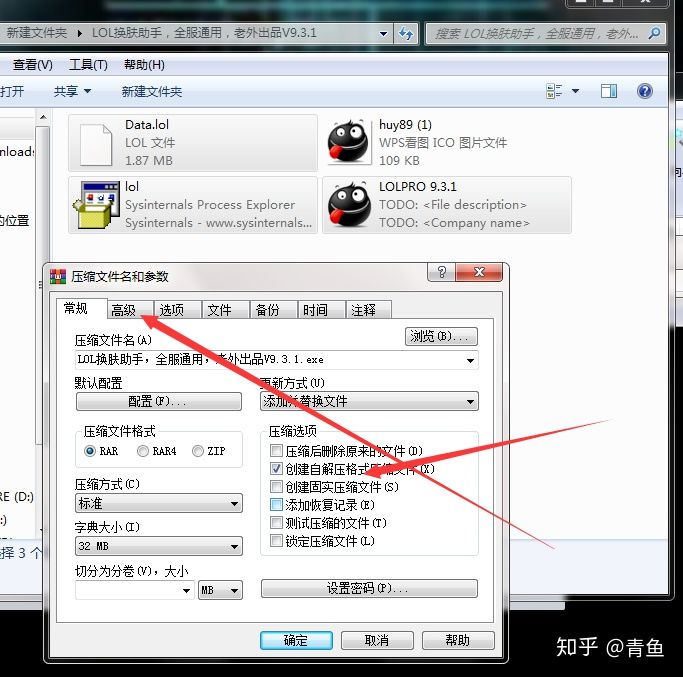 新建文件夹 ▸ LOL换肤助手，全服通用，老外出品V9.3.1
搜索 LOL换肤助手，全服通用，老外...
查看(V) 工具(T) 帮助(H)
打开 共享 新建文件夹
Data.lol
LOL 文件
1.87 MB
huy89 (1)
WPS看图 ICO 图片文件
109 KB
lol
Sysinternals Process Explorer
Sysinternals - www.sysinternals...
LOLPRO 9.3.1
TODO: <File description>
TODO: <Company name>
nloads
的位置
RE (D:)
择 3 个
压缩文件名和参数
常规 高级 选项 文件 备份 时间 注释
压缩文件名(A)
浏览(B)...
LOL换肤助手，全服通用，老外出品V9.3.1.exe
默认配置
配置(F)...
更新方式(U)
添加并替换文件
压缩文件格式
RAR RAR4 ZIP
压缩方式(C)
标准
字典大小(I)
32 MB
切分为分卷(V)，大小
MB
压缩选项
压缩后删除原来的文件(D)
创建自解压格式压缩文件(X)
创建固实压缩文件(S)
添加恢复记录(E)
测试压缩的文件(T)
锁定压缩文件(L)
设置密码(P)...
确定 取消 帮助
知乎 @青鱼